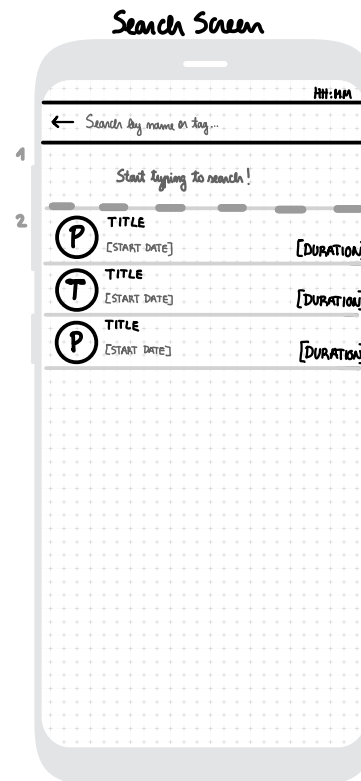 Search Screen
HH:MM
← Search by name or tag...
1
Start typing to search!
2
P TITLE
[START DATE] [DURATION]
T TITLE
[START DATE] [DURATION]
P TITLE
[START DATE] [DURATION]